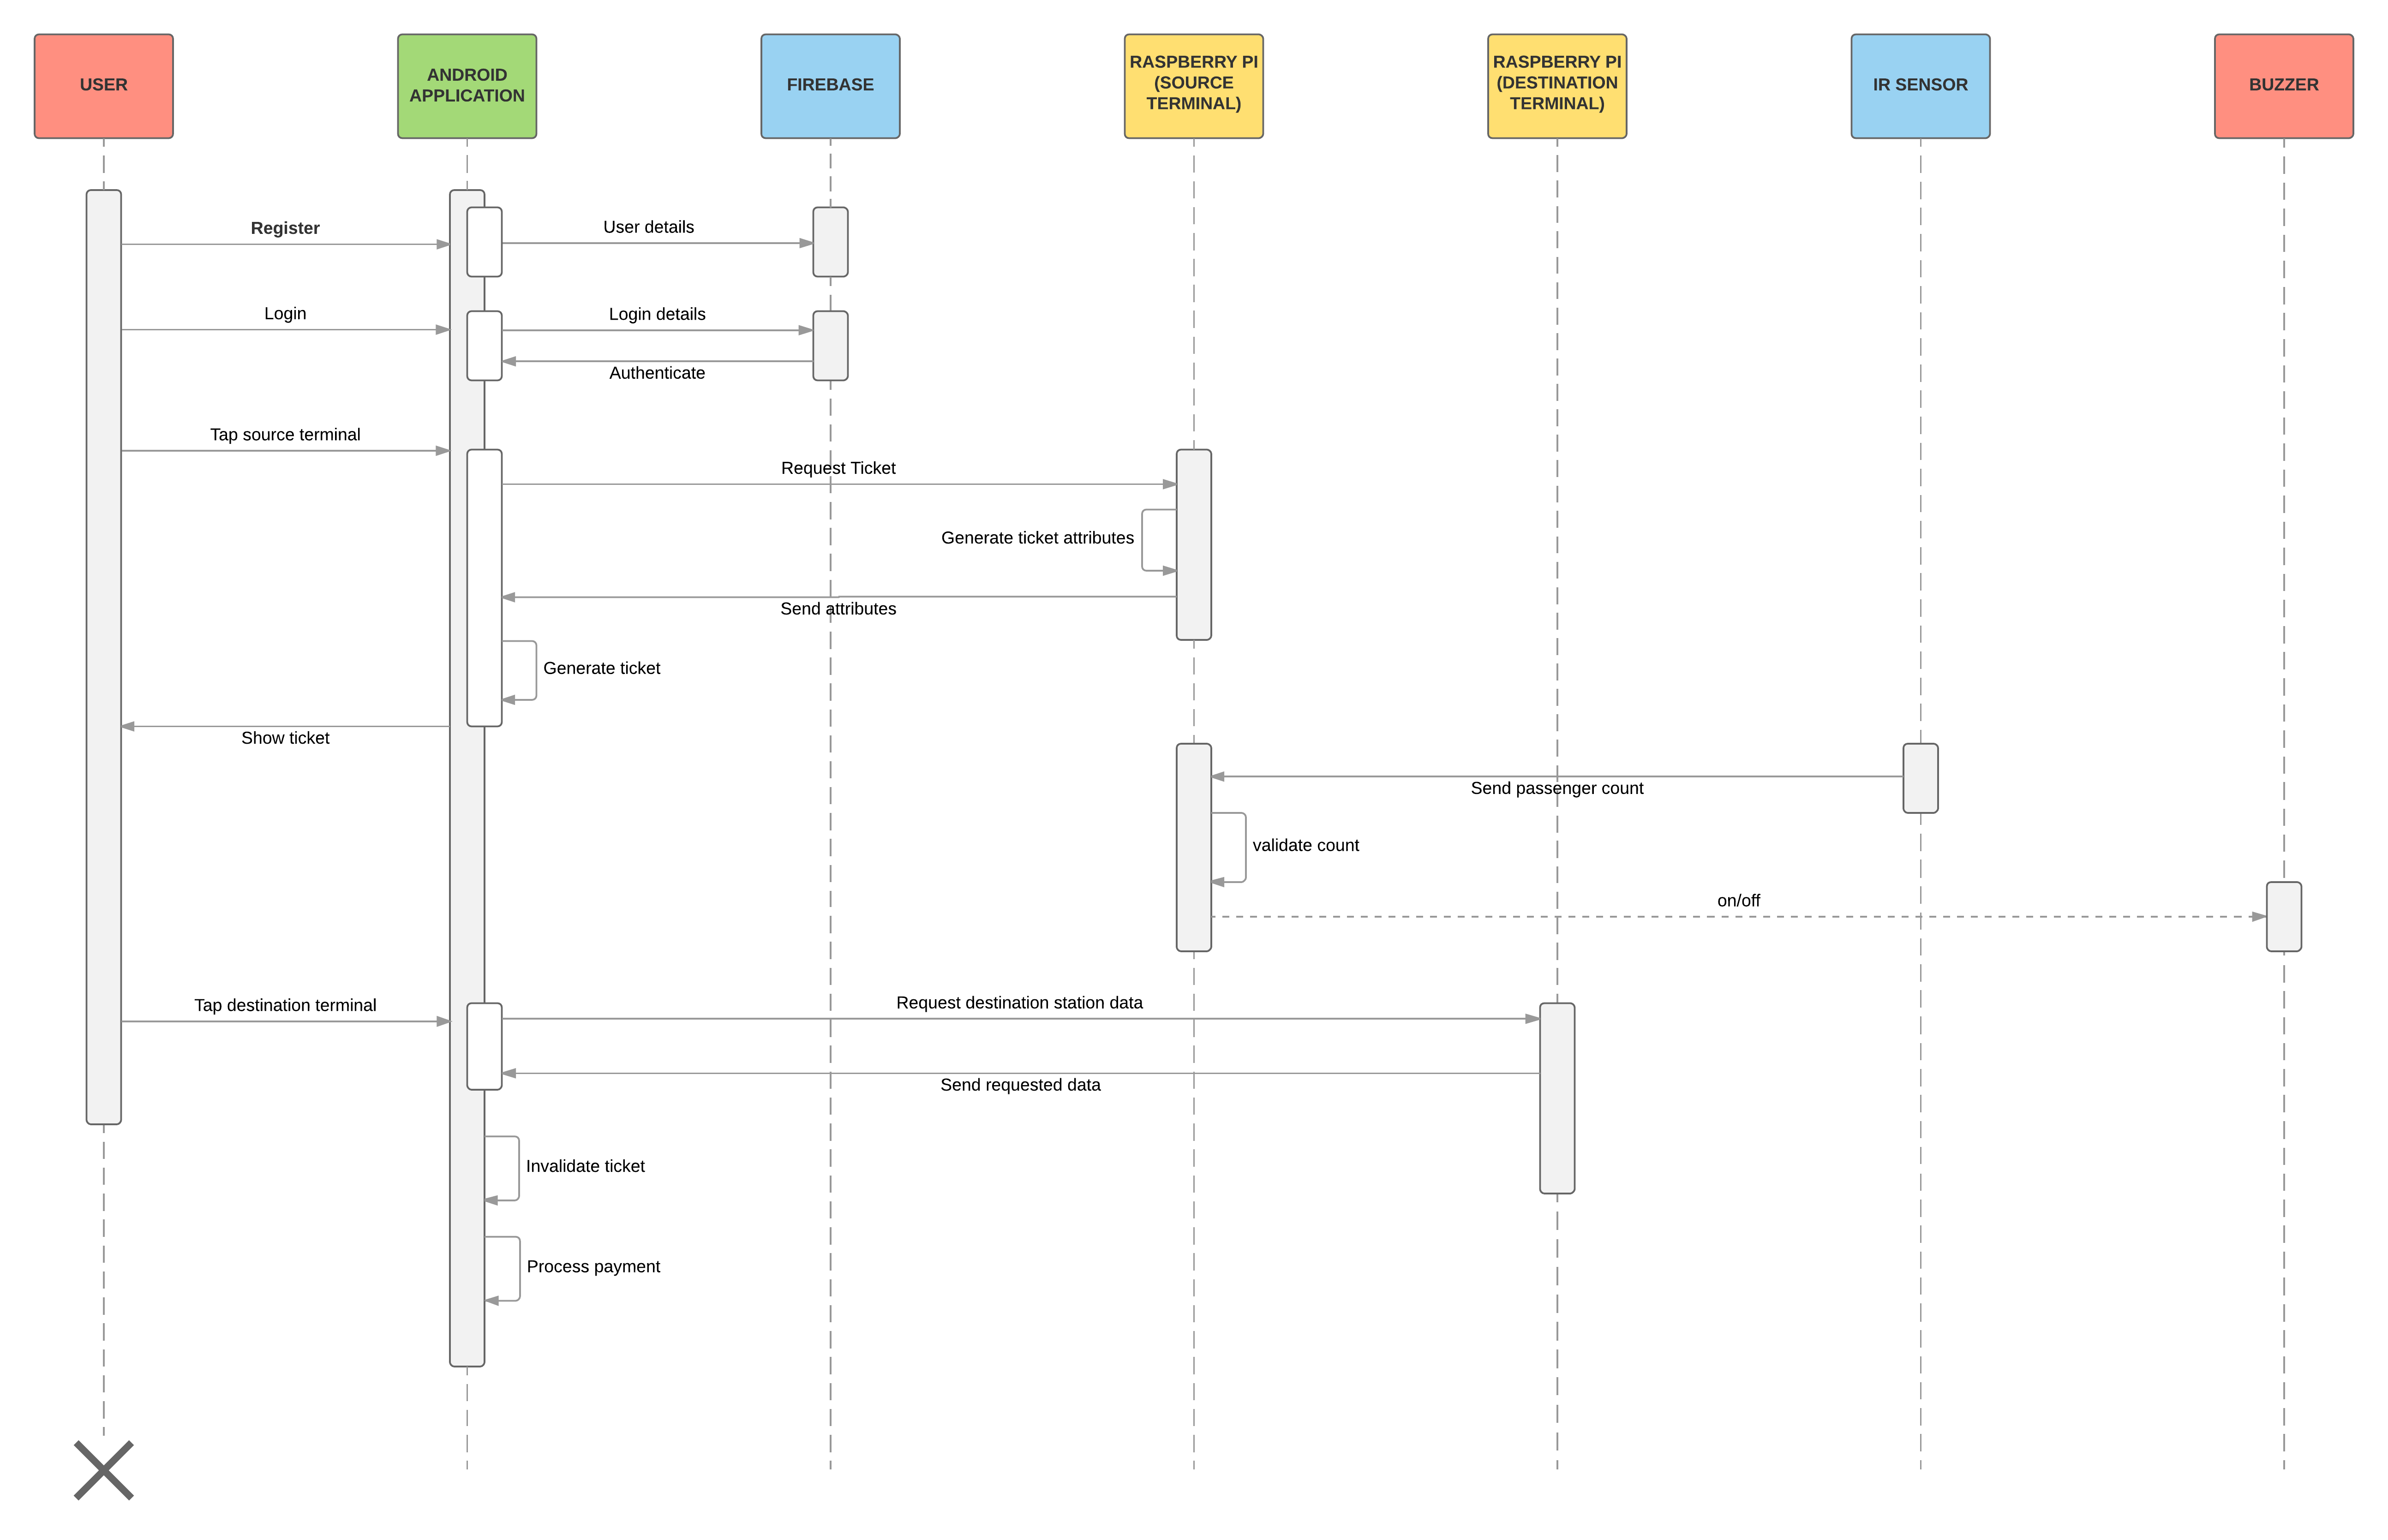 USER
ANDROID
APPLICATION
FIREBASE
RASPBERRY PI
(SOURCE
TERMINAL)
RASPBERRY PI
(DESTINATION
TERMINAL)
IR SENSOR
BUZZER
Register
User details
Login
Login details
Authenticate
Tap source terminal
Request Ticket
Generate ticket attributes
Send attributes
Generate ticket
Show ticket
Send passenger count
validate count
on/off
Tap destination terminal
Request destination station data
Send requested data
Invalidate ticket
Process payment